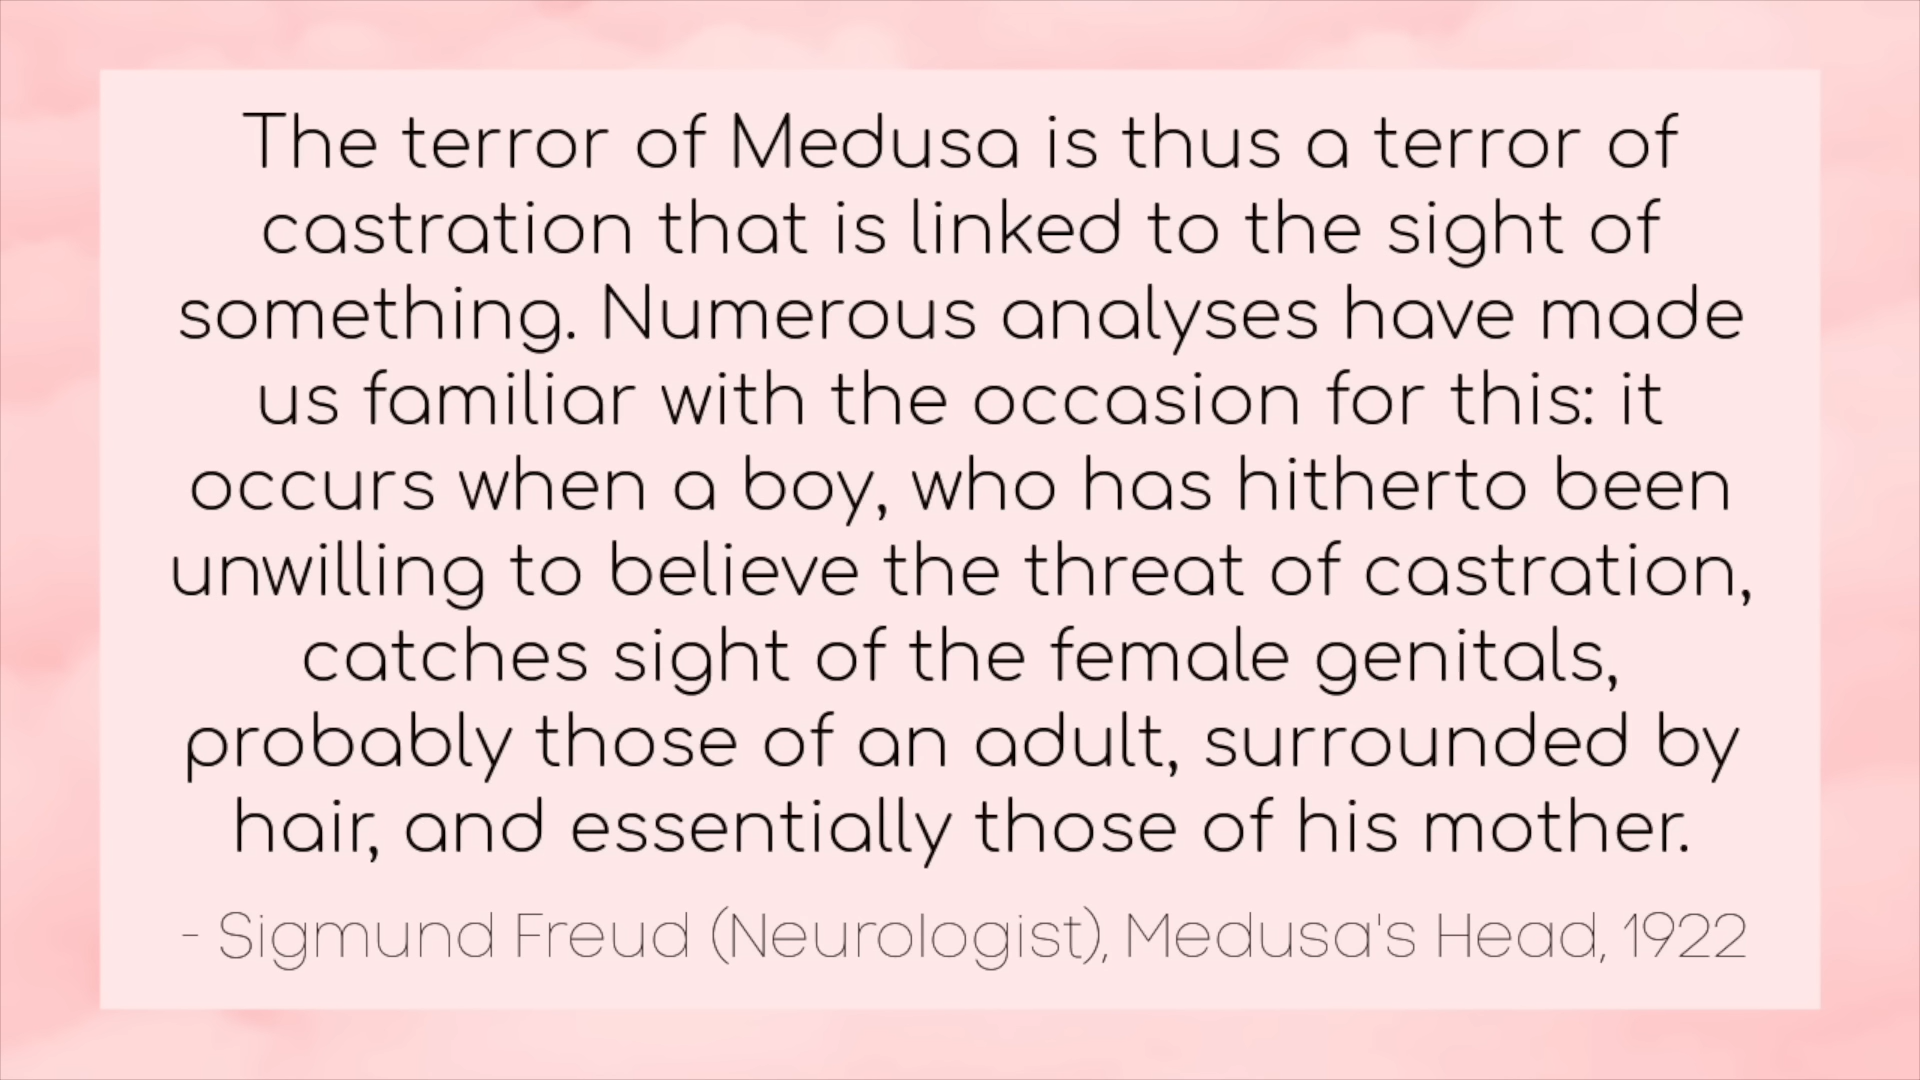 The terror of Medusa is thus a terror of
castration that is linked to the sight of
something. Numerous analyses have made
us familiar with the occasion for this: it
occurs when a boy, who has hitherto been
unwilling to believe the threat of castration,
catches sight of the female genitals,
probably those of an adult, surrounded by
hair, and essentially those of his mother.
- Sigmund Freud (Neurologist), Medusa's Head, 1922